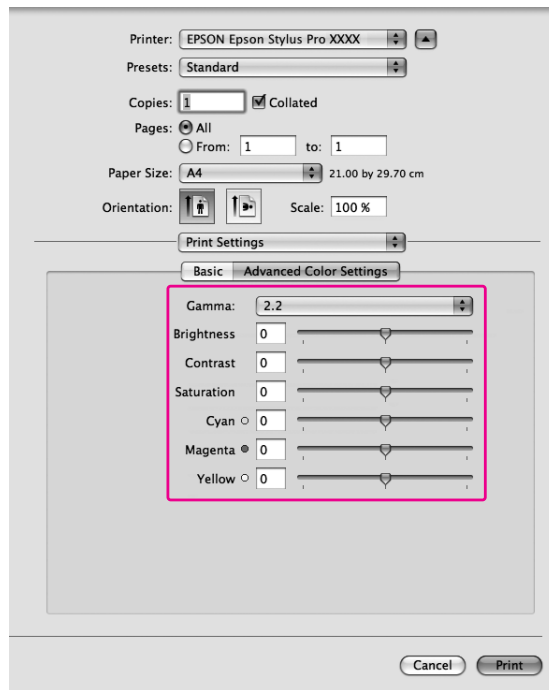 Printer: EPSON Epson Stylus Pro XXXX
Presets: Standard
Copies: 1 Collated
Pages: All
From: 1 to: 1
Paper Size: A4 21.00 by 29.70 cm
Orientation: Scale: 100 %
Print Settings
Basic Advanced Color Settings
Gamma: 2.2
Brightness 0
Contrast 0
Saturation 0
Cyan 0
Magenta 0
Yellow 0
Cancel Print